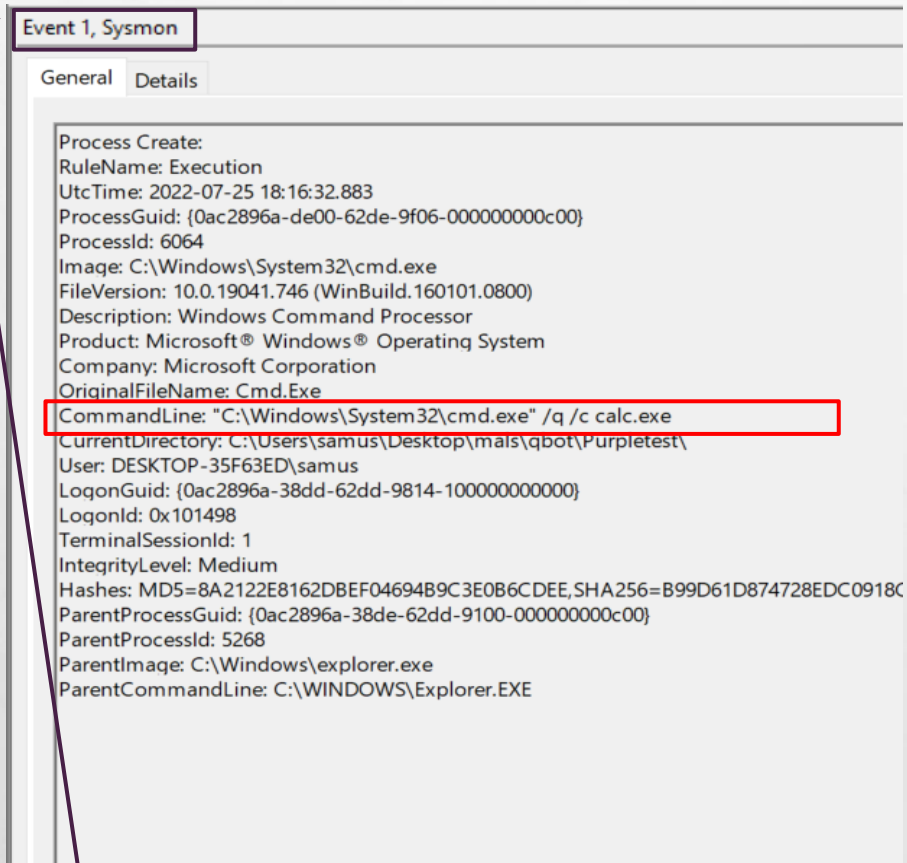 Event 1, Sysmon
General Details
Process Create:
RuleName: Execution
UtcTime: 2022-07-25 18:16:32.883
ProcessGuid: {0ac2896a-de00-62de-9f06-000000000c00}
ProcessId: 6064
Image: C:\Windows\System32\cmd.exe
FileVersion: 10.0.19041.746 (WinBuild.160101.0800)
Description: Windows Command Processor
Product: Microsoft® Windows® Operating System
Company: Microsoft Corporation
OriginalFileName: Cmd.Exe
CommandLine: "C:\Windows\System32\cmd.exe" /q /c calc.exe
CurrentDirectory: C:\Users\samus\Desktop\mals\qbot\Purpletest\
User: DESKTOP-35F63ED\samus
LogonGuid: {0ac2896a-38dd-62dd-9814-100000000000}
LogonId: 0x101498
TerminalSessionId: 1
IntegrityLevel: Medium
Hashes: MD5=8A2122E8162DBEF04694B9C3E0B6CDEE,SHA256=B99D61D874728EDC0918C
ParentProcessGuid: {0ac2896a-38de-62dd-9100-000000000c00}
ParentProcessId: 5268
ParentImage: C:\Windows\explorer.exe
ParentCommandLine: C:\WINDOWS\Explorer.EXE